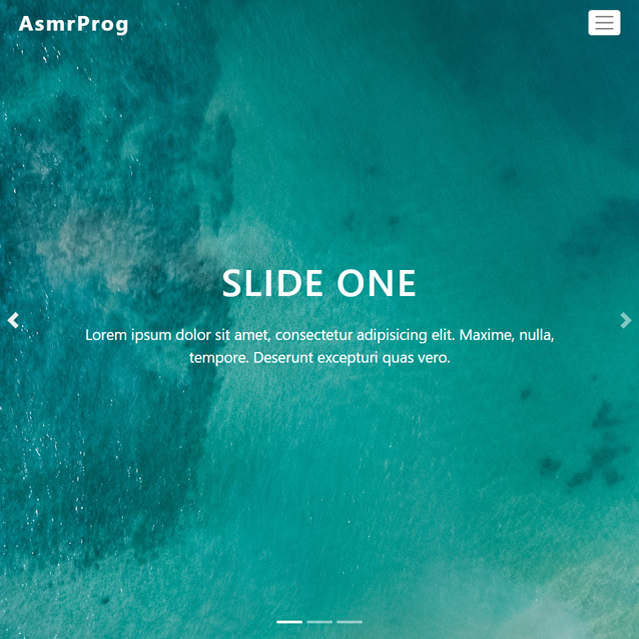 AsmrProg
SLIDE ONE
Lorem ipsum dolor sit amet, consectetur adipisicing elit. Maxime, nulla,
tempore. Deserunt excepturi quas vero.